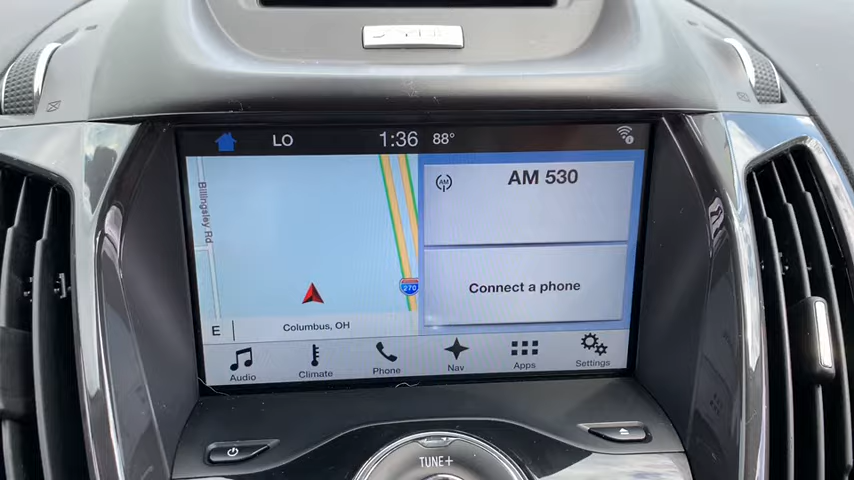 LO 1:36 88°
Billingsley Rd
AM
AM 530
270
Connect a phone
E
Columbus, OH
Audio Climate Phone Nav Apps Settings
TUNE+